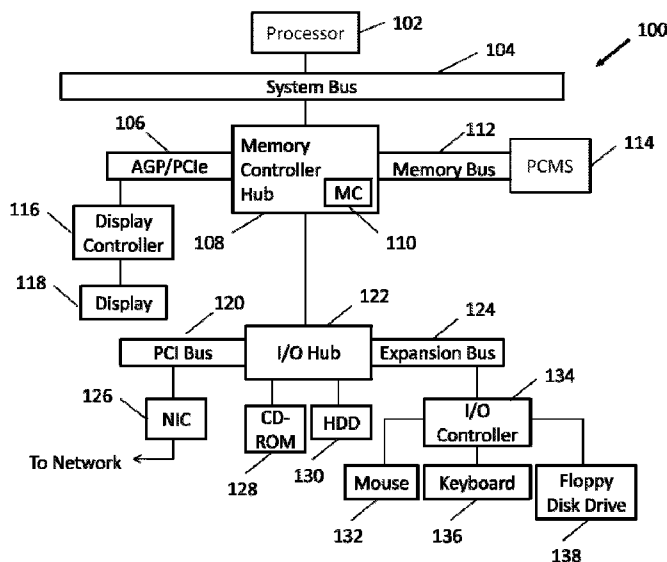 102
Processor
104
100
System Bus
106
112
114
Memory
Controller
Hub
AGP/PCIe
Memory Bus
PCMS
MC
116
Display
Controller
108
110
118
Display
120
122
124
PCI Bus
I/O Hub
Expansion Bus
126
NIC
CD-
ROM
HDD
134
I/O
Controller
To Network
128
130
Mouse
Keyboard
Floppy
Disk Drive
132
136
138